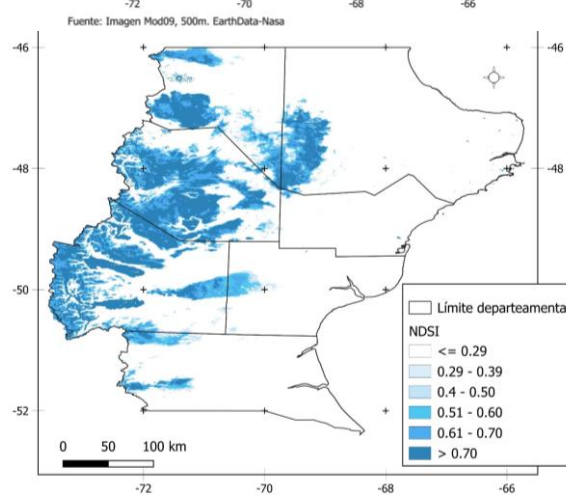 -72 -70 -68 -66
Fuente: Imagen Mod09, 500m. EarthData-Nasa
-46 -46
-48 -48
-50 -50
-52 -52
Límite departeamenta
NDSI
<= 0.29
0.29 - 0.39
0.4 - 0.50
0.51 - 0.60
0.61 - 0.70
> 0.70
0 50 100 km
-72 -70 -68 -66